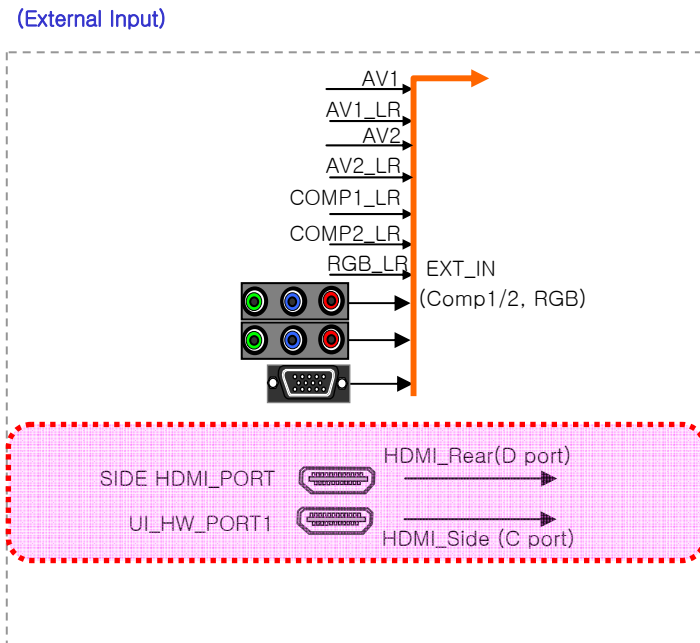 (External Input)
AV1
AV1_LR
AV2
AV2_LR
COMP1_LR
COMP2_LR
RGB_LR
EXT_IN
(Comp1/2, RGB)
HDMI_Rear(D port)
SIDE HDMI_PORT
UI_HW_PORT1
HDMI_Side (C port)